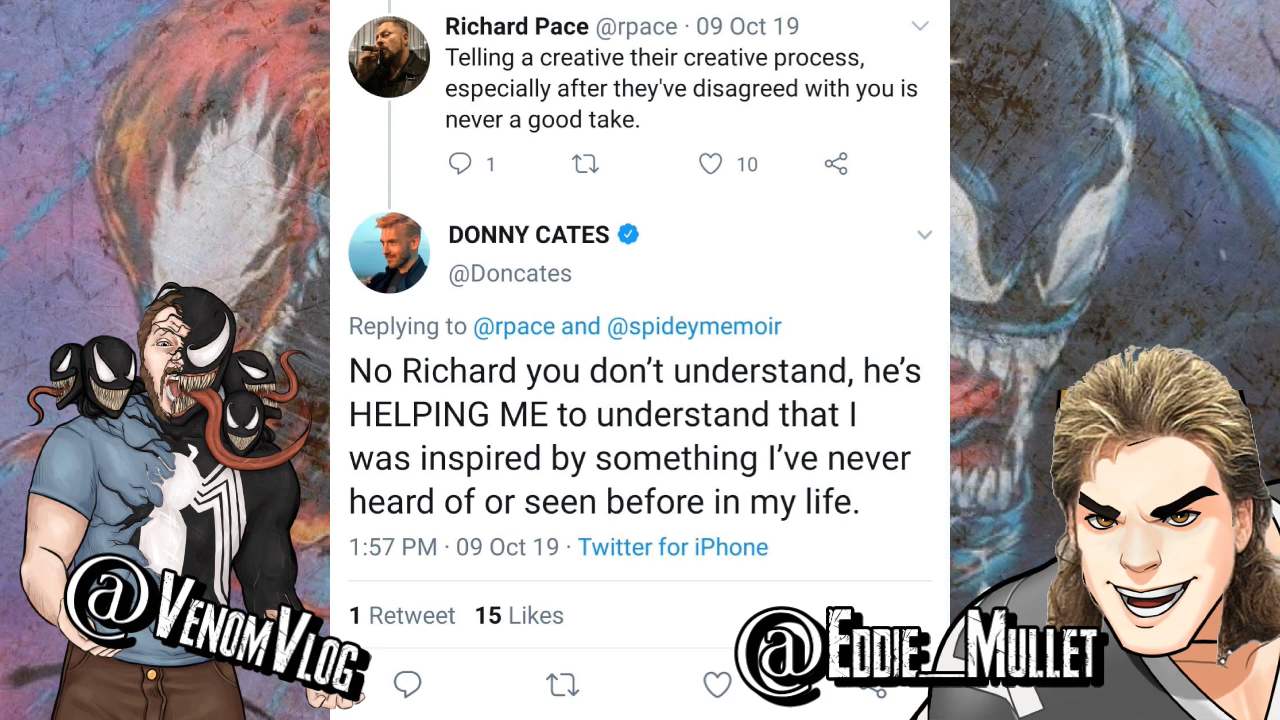 Richard Pace @rpace · 09 Oct 19
Telling a creative their creative process,
especially after they've disagreed with you is
never a good take.
1 10
DONNY CATES
@Doncates
Replying to @rpace and @spideymemoir
No Richard you don’t understand, he’s
HELPING ME to understand that I
was inspired by something I’ve never
heard of or seen before in my life.
1:57 PM · 09 Oct 19 · Twitter for iPhone
1 Retweet 15 Likes
@VENOMVLOG
@EDDIE_MULLET